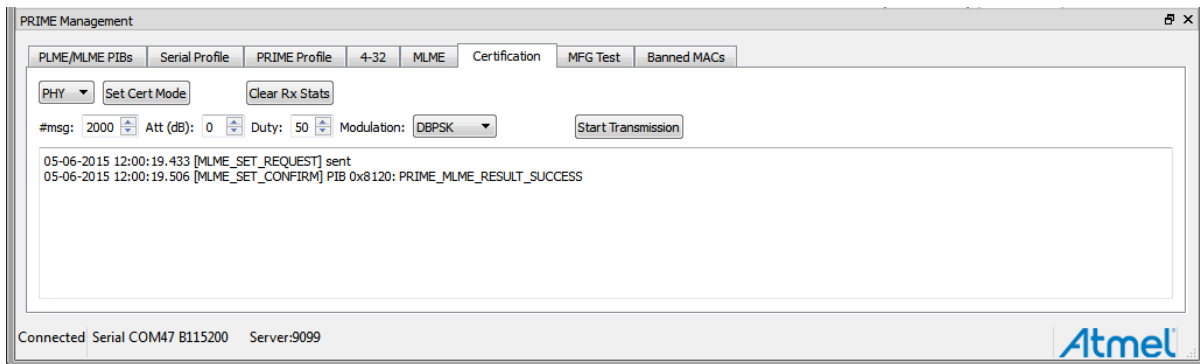 PRIME Management
PLME/MLME PIBs Serial Profile PRIME Profile 4-32 MLME Certification MFG Test Banned MACs
PHY Set Cert Mode Clear Rx Stats
#msg: 2000 Att (dB): 0 Duty: 50 Modulation: DBPSK Start Transmission
05-06-2015 12:00:19.433 [MLME_SET_REQUEST] sent
05-06-2015 12:00:19.506 [MLME_SET_CONFIRM] PIB 0x8120: PRIME_MLME_RESULT_SUCCESS
Connected Serial COM47 B115200 Server:9099
Atmel